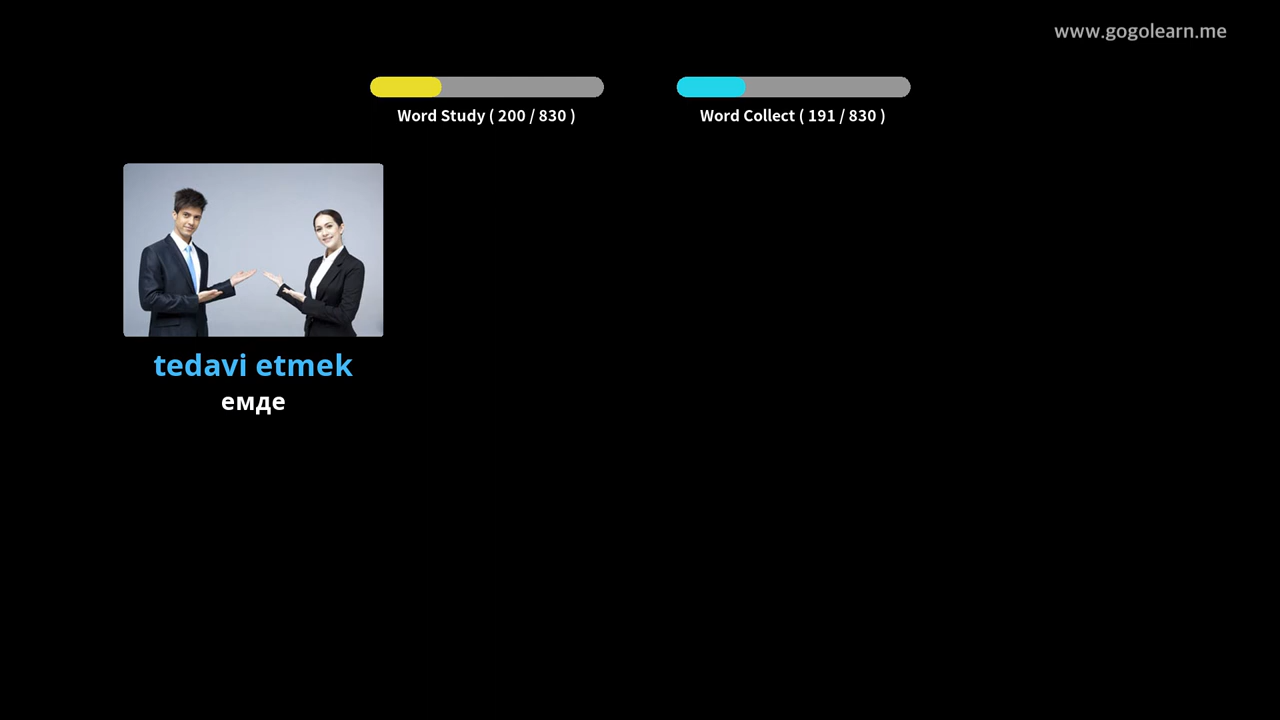 www.gogolearn.me
Word Study ( 200 / 830 )
Word Collect ( 191 / 830 )
tedavi etmek
емде